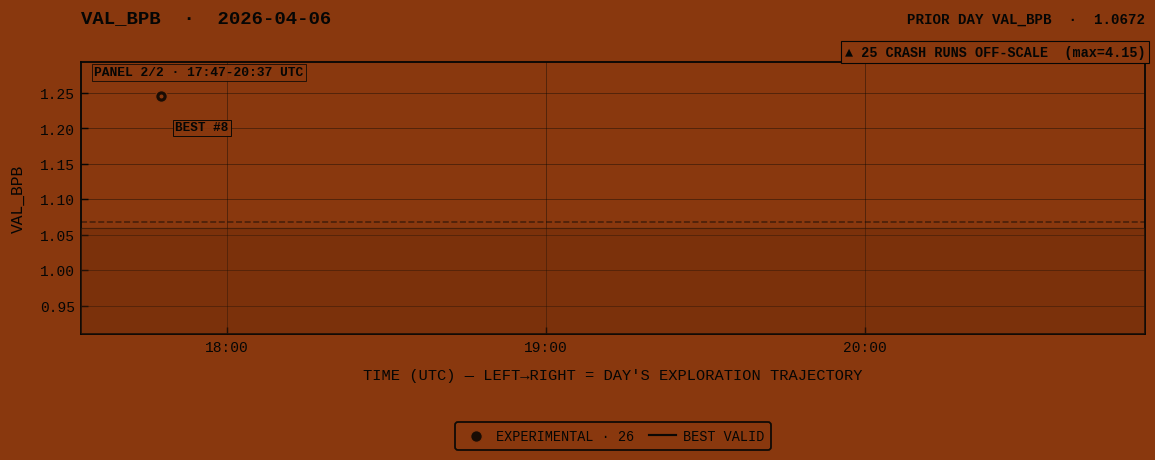 VAL_BPB · 2026-04-06
PRIOR DAY VAL_BPB · 1.0672
▲ 25 CRASH RUNS OFF-SCALE (max=4.15)
PANEL 2/2 · 17:47-20:37 UTC
BEST #8
VAL_BPB
1.25
1.20
1.15
1.10
1.05
1.00
0.95
18:00
19:00
20:00
TIME (UTC) — LEFT→RIGHT = DAY'S EXPLORATION TRAJECTORY
EXPERIMENTAL · 26
BEST VALID